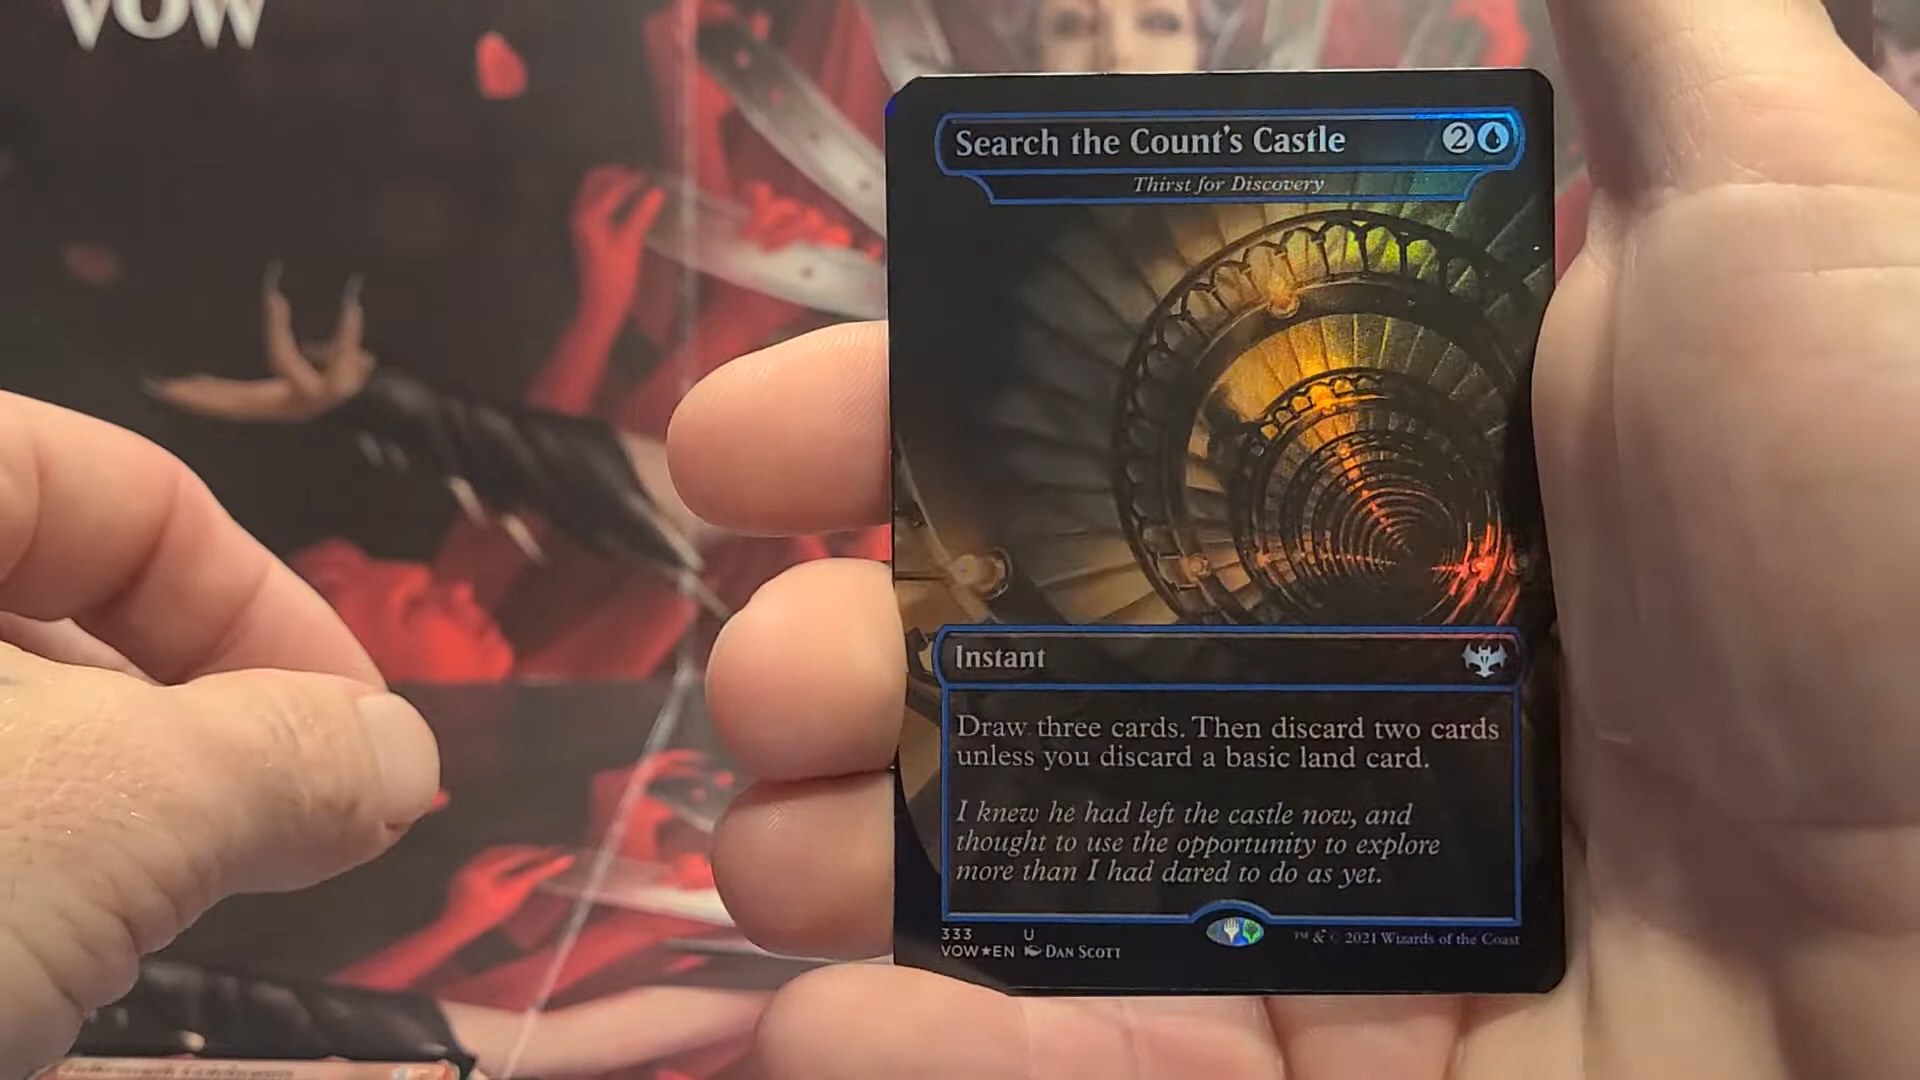 VOW
Search the Count's Castle 2
Thirst for Discovery
Instant
Draw three cards. Then discard two cards
unless you discard a basic land card.
I knew he had left the castle now, and
thought to use the opportunity to explore
more than I had dared to do as yet.
333 U
VOW★EN DAN SCOTT
™ & © 2021 Wizards of the Coast